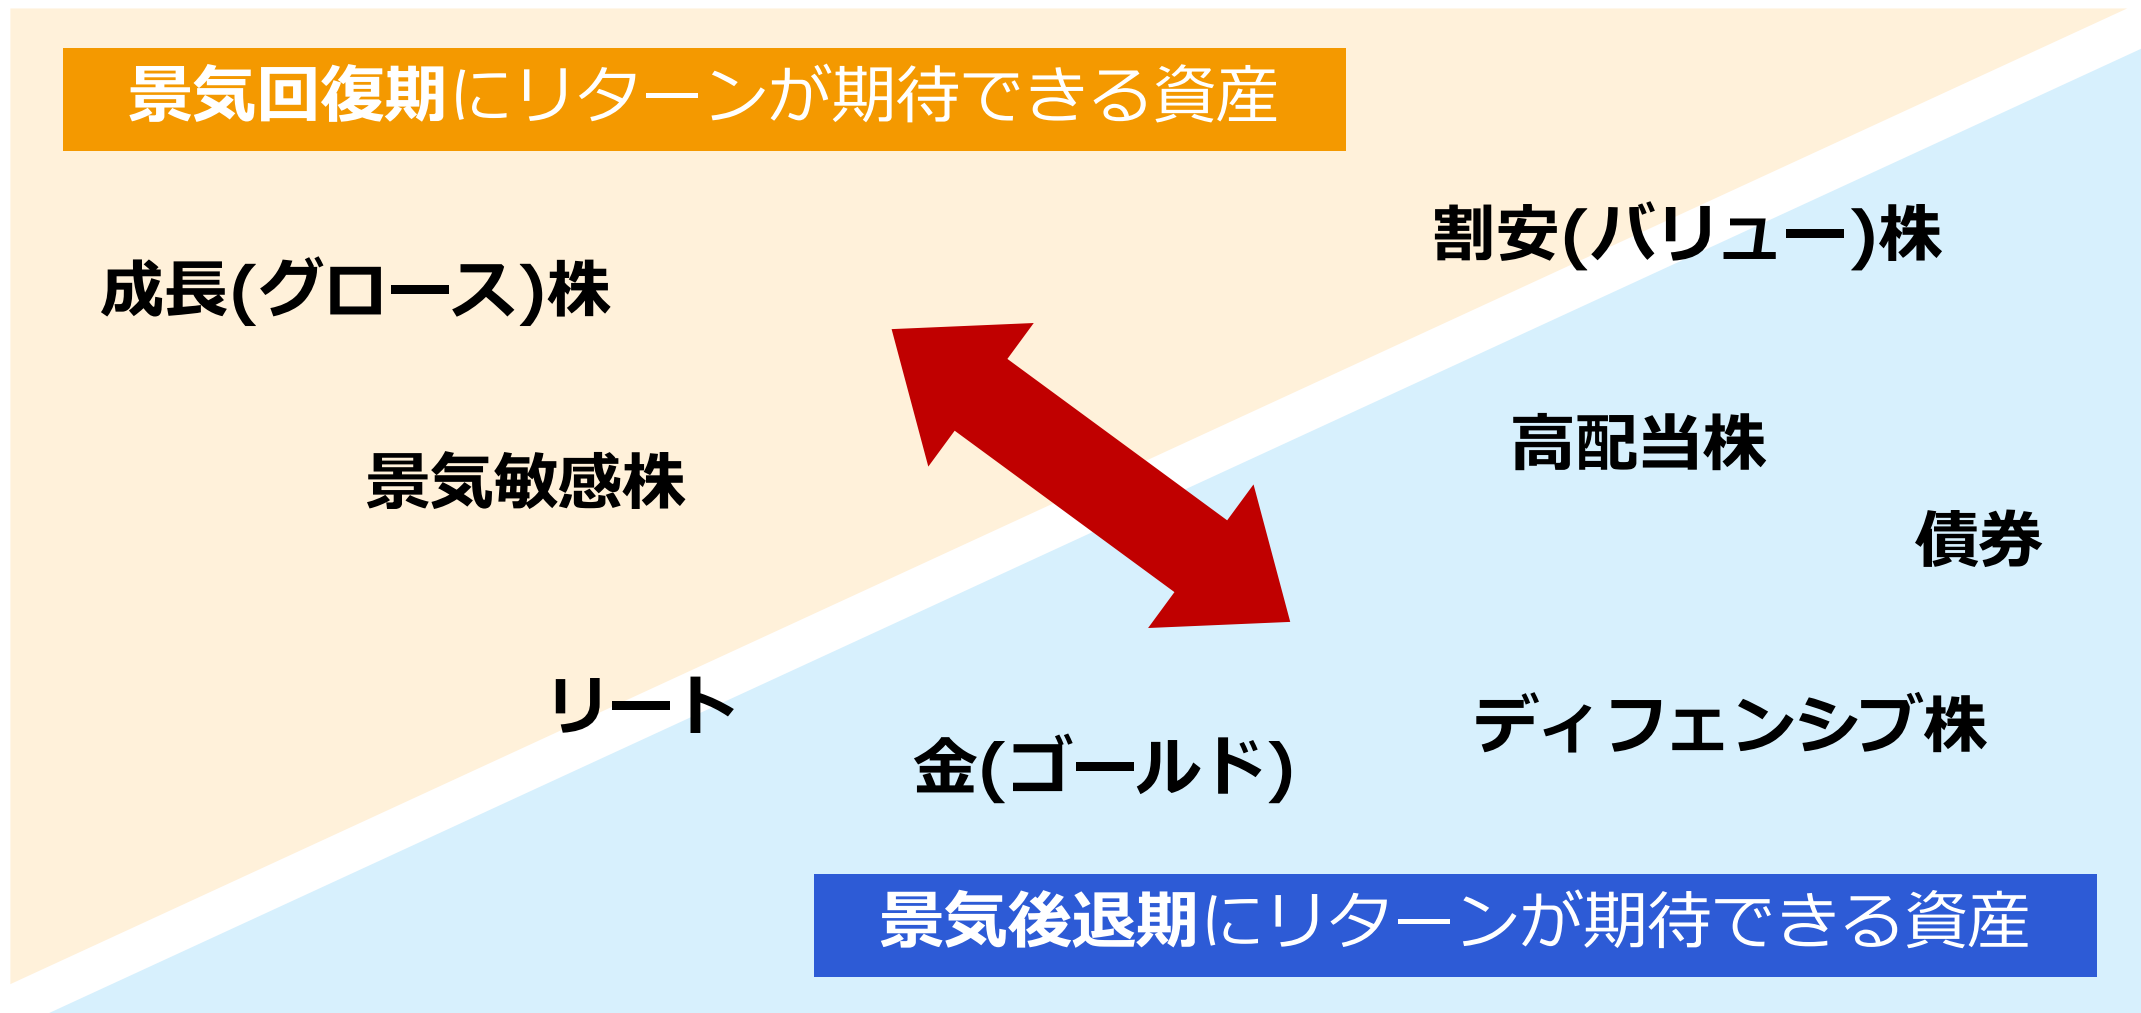 景気回復期にリターンが期待できる資産
割安(バリュー)株
成長(グロース)株
高配当株
景気敏感株
債券
リート
ディフェンシブ株
金(ゴールド)
景気後退期にリターンが期待できる資産